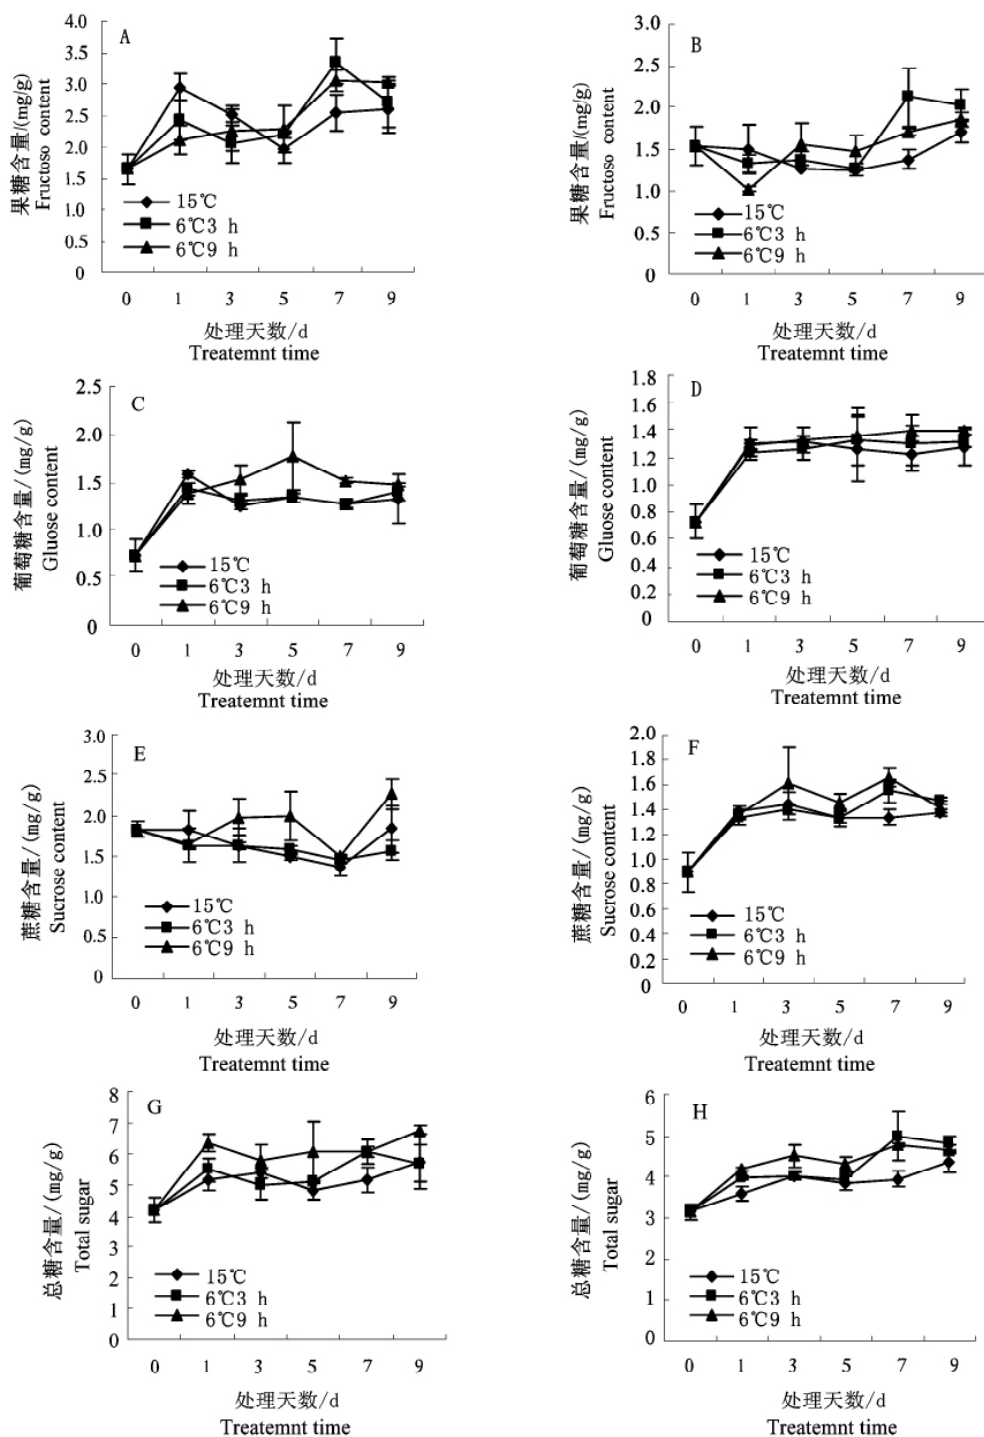 A
4.0
3.5
3.0
2.5
2.0
1.5
1.0
0.5
0
果糖含量/(mg/g)
Fructoso content
15℃
6℃3 h
6℃9 h
0 1 3 5 7 9
处理天数/d
Treatemnt time
B
3.0
2.5
2.0
1.5
1.0
0.5
0
果糖含量/(mg/g)
Fructoso content
15℃
6℃3 h
6℃9 h
0 1 3 5 7 9
处理天数/d
Treatemnt time
C
2.5
2.0
1.5
1.0
0.5
0
葡萄糖含量/(mg/g)
Gluose content
15℃
6℃3 h
6℃9 h
0 1 3 5 7 9
处理天数/d
Treatemnt time
D
1.8
1.6
1.4
1.2
1.0
0.8
0.6
0.4
0.2
0
葡萄糖含量/(mg/g)
Gluose content
15℃
6℃3 h
6℃9 h
0 1 3 5 7 9
处理天数/d
Treatemnt time
E
3.0
2.5
2.0
1.5
1.0
0.5
0
蔗糖含量/(mg/g)
Sucrose content
15℃
6℃3 h
6℃9 h
0 1 3 5 7 9
处理天数/d
Treatemnt time
F
2.0
1.8
1.6
1.4
1.2
1.0
0.8
0.6
0.4
0.2
0
蔗糖含量/(mg/g)
Sucrose content
15℃
6℃3 h
6℃9 h
0 1 3 5 7 9
处理天数/d
Treatemnt time
G
8
7
6
5
4
3
2
1
0
总糖含量/(mg/g)
Total sugar
15℃
6℃3 h
6℃9 h
0 1 3 5 7 9
处理天数/d
Treatemnt time
H
6
5
4
3
2
1
0
总糖含量/(mg/g)
Total sugar
15℃
6℃3 h
6℃9 h
0 1 3 5 7 9
处理天数/d
Treatemnt time